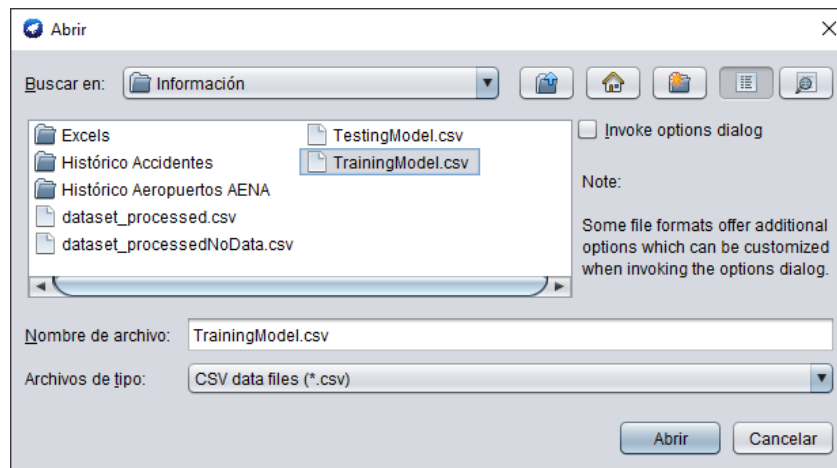 Abrir
Buscar en: Información
Excels
Histórico Accidentes
Histórico Aeropuertos AENA
dataset_processed.csv
dataset_processedNoData.csv
TestingModel.csv
TrainingModel.csv
Invoke options dialog
Note:
Some file formats offer additional
options which can be customized
when invoking the options dialog.
Nombre de archivo: TrainingModel.csv
Archivos de tipo: CSV data files (*.csv)
Abrir Cancelar